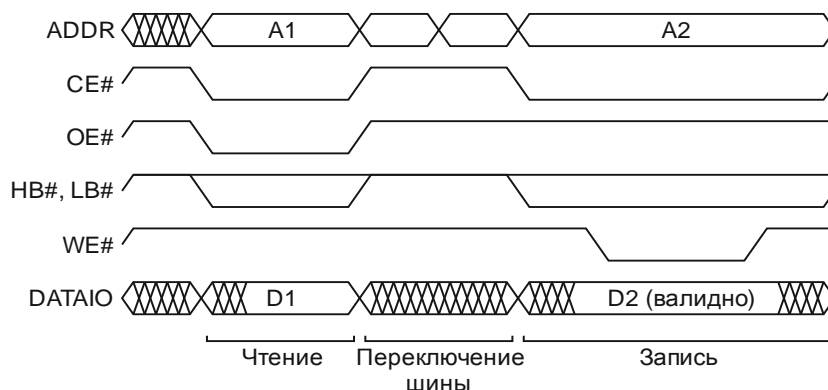 ADDR A1 A2
CE#
OE#
HB#, LB#
WE#
DATAIO D1 D2 (валидно)
Чтение Переключение шины Запись